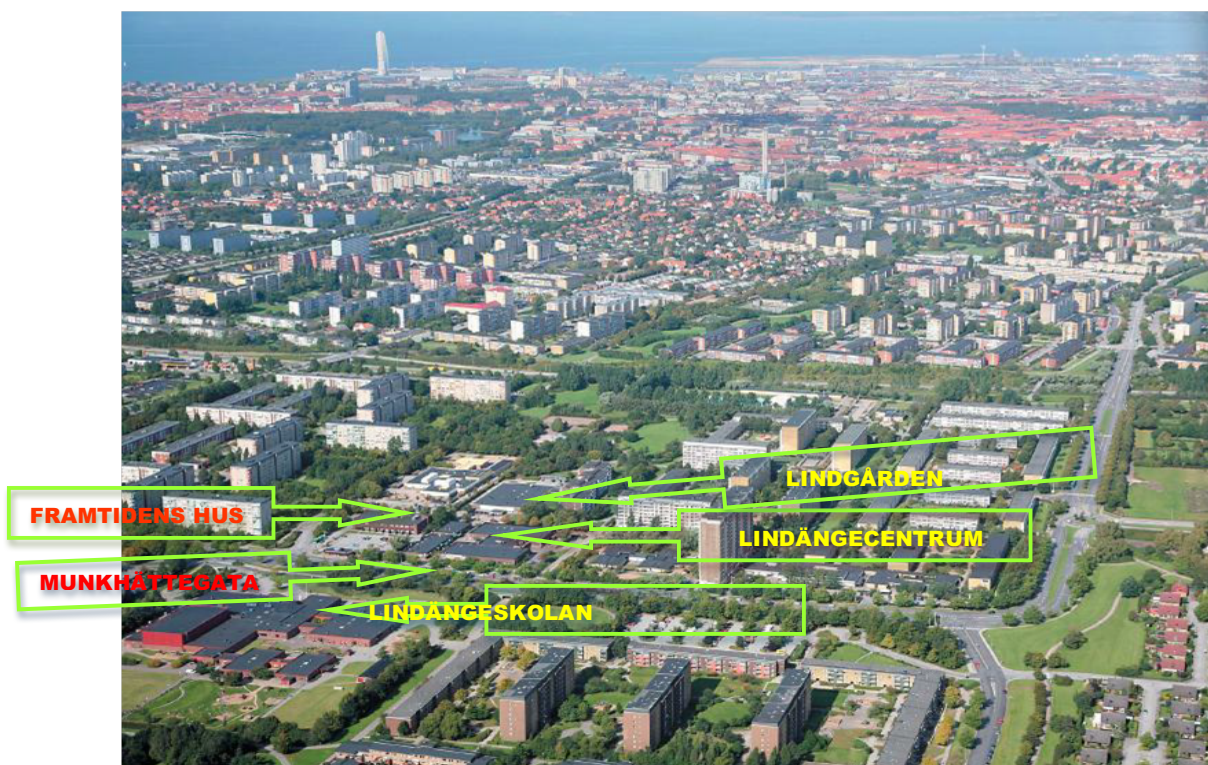 LINDGÅRDEN
FRAMTIDENS HUS
LINDÄNGECENTRUM
MUNKHÄTTEGATA
LINDÄNGESKOLAN